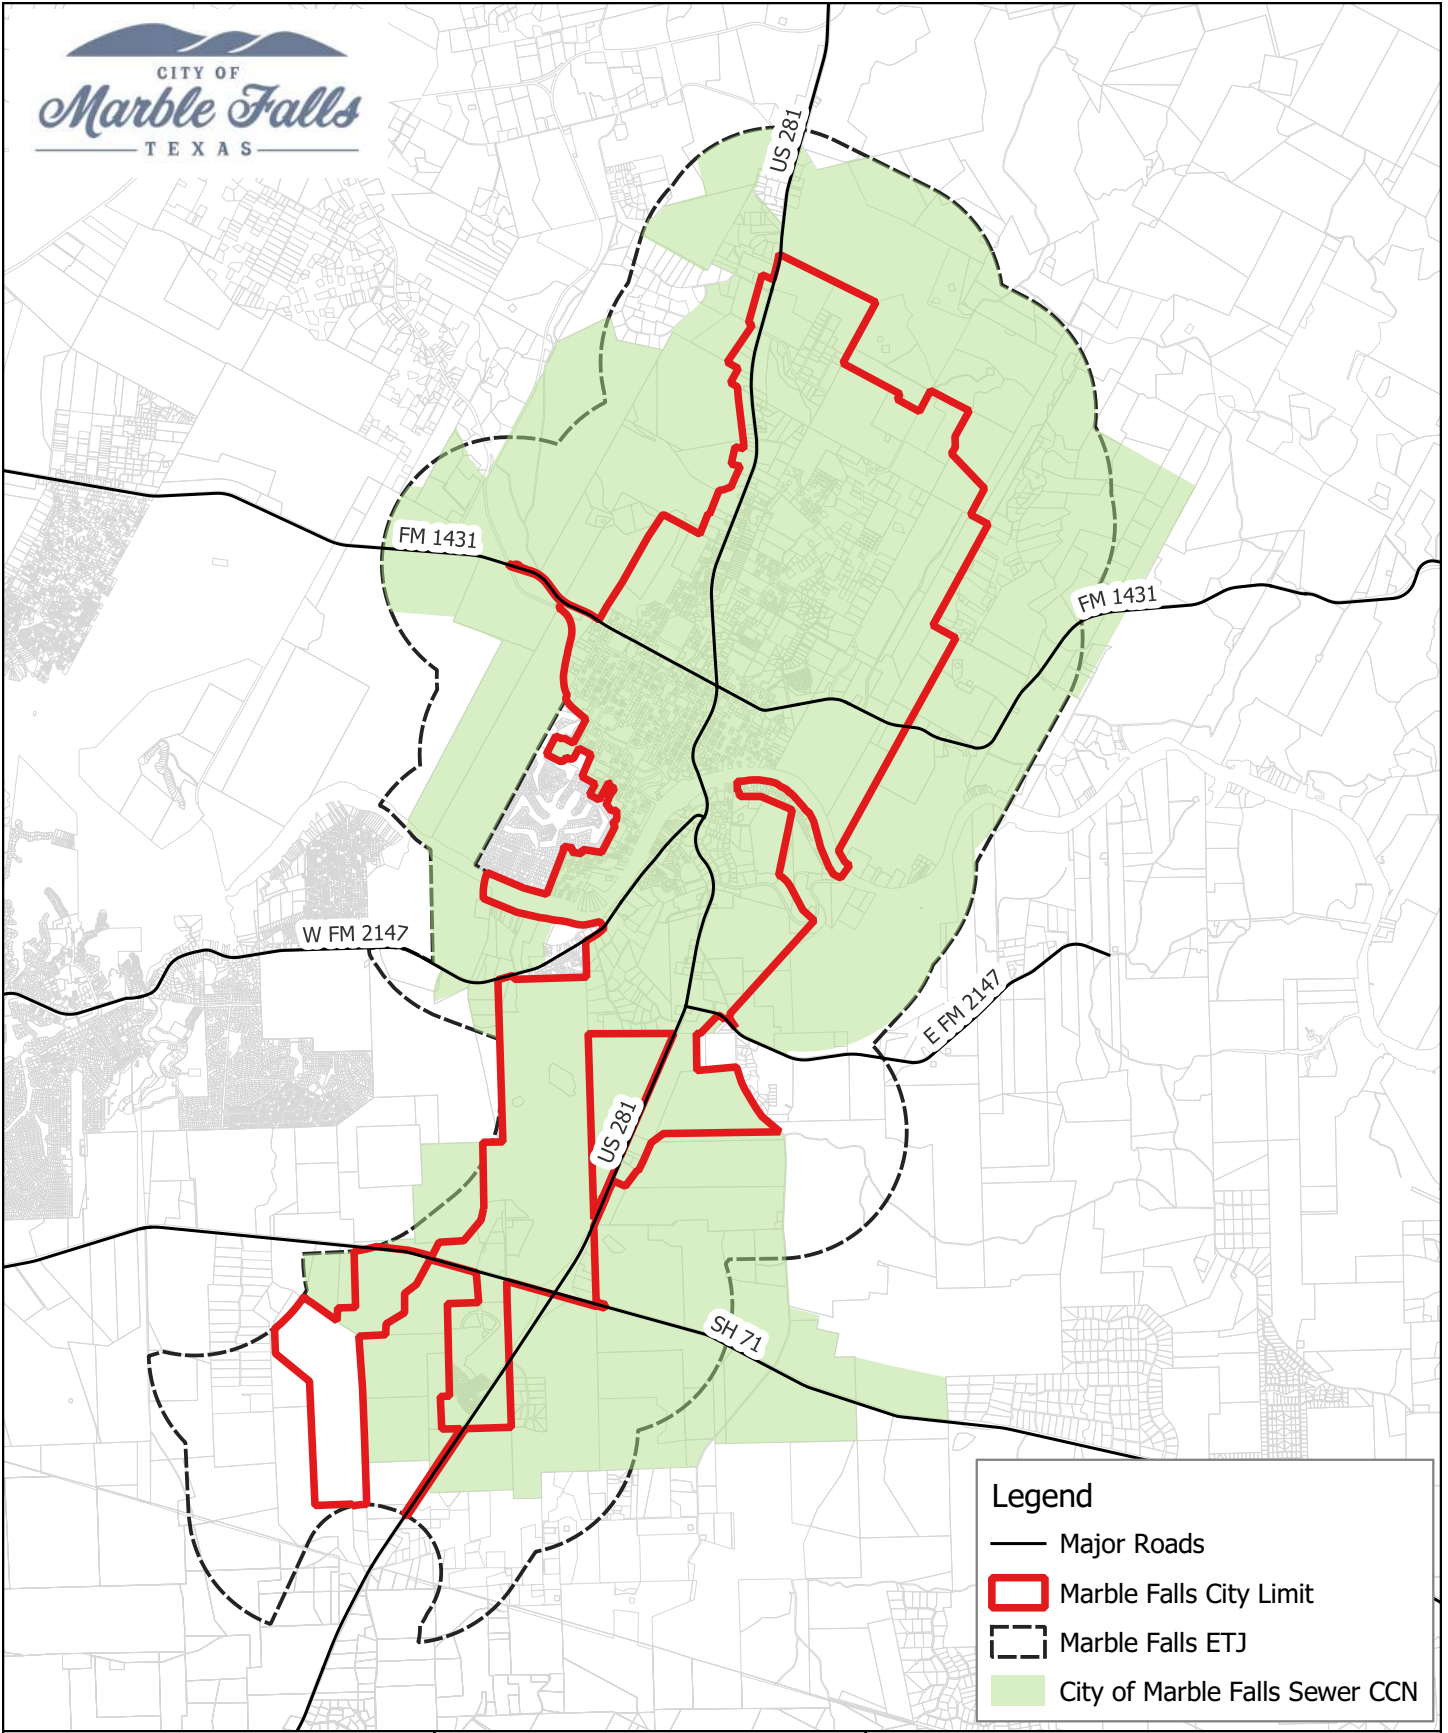 CITY OF
Marble Falls
TEXAS
US 281
FM 1431
FM 1431
W FM 2147
E FM 2147
US 281
SH 71
Legend
Major Roads
Marble Falls City Limit
Marble Falls ETJ
City of Marble Falls Sewer CCN